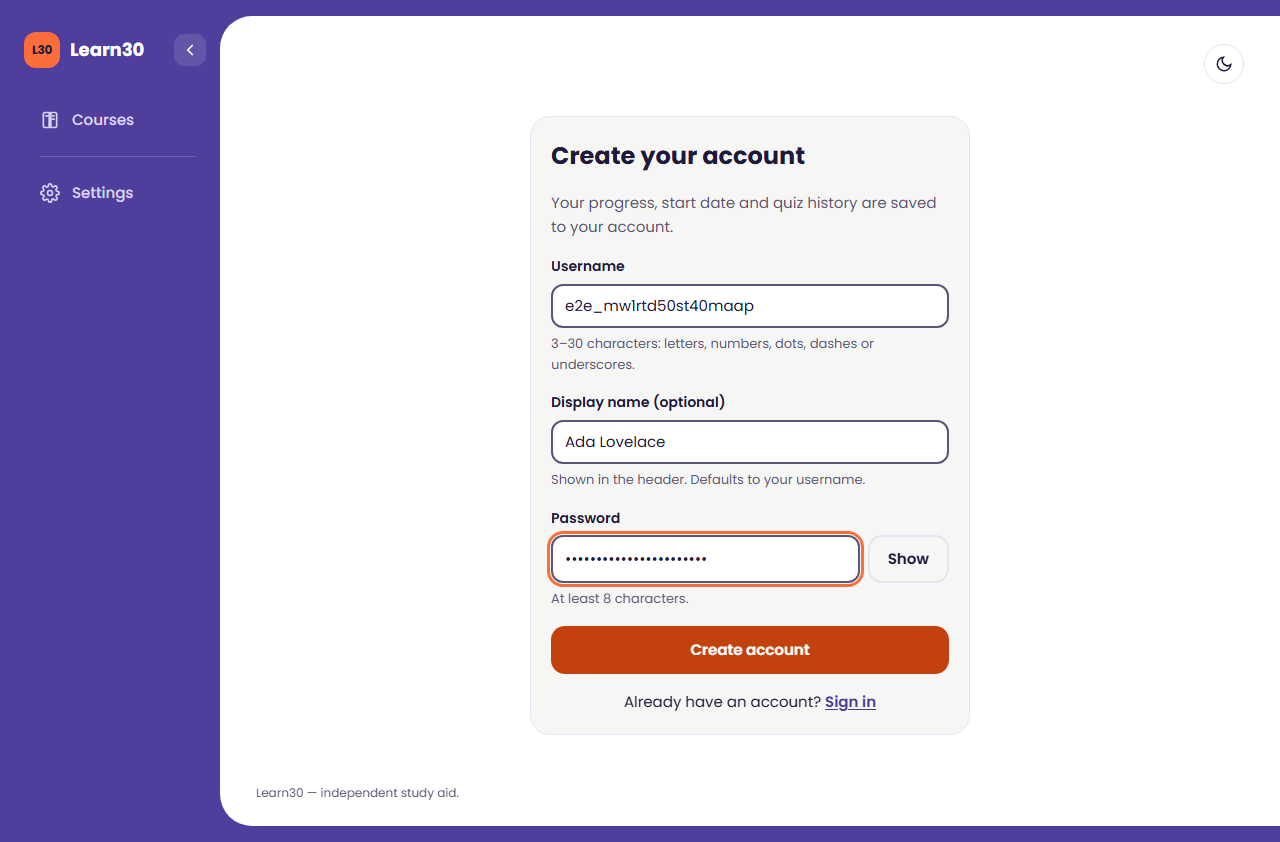 L30 Learn30
Courses
Settings
Create your account
Your progress, start date and quiz history are saved
to your account.
Username
e2e_mw1rtd50st40maap
3–30 characters: letters, numbers, dots, dashes or
underscores.
Display name (optional)
Ada Lovelace
Shown in the header. Defaults to your username.
Password
••••••••••••••••••••••• Show
At least 8 characters.
Create account
Already have an account? Sign in
Learn30 — independent study aid.